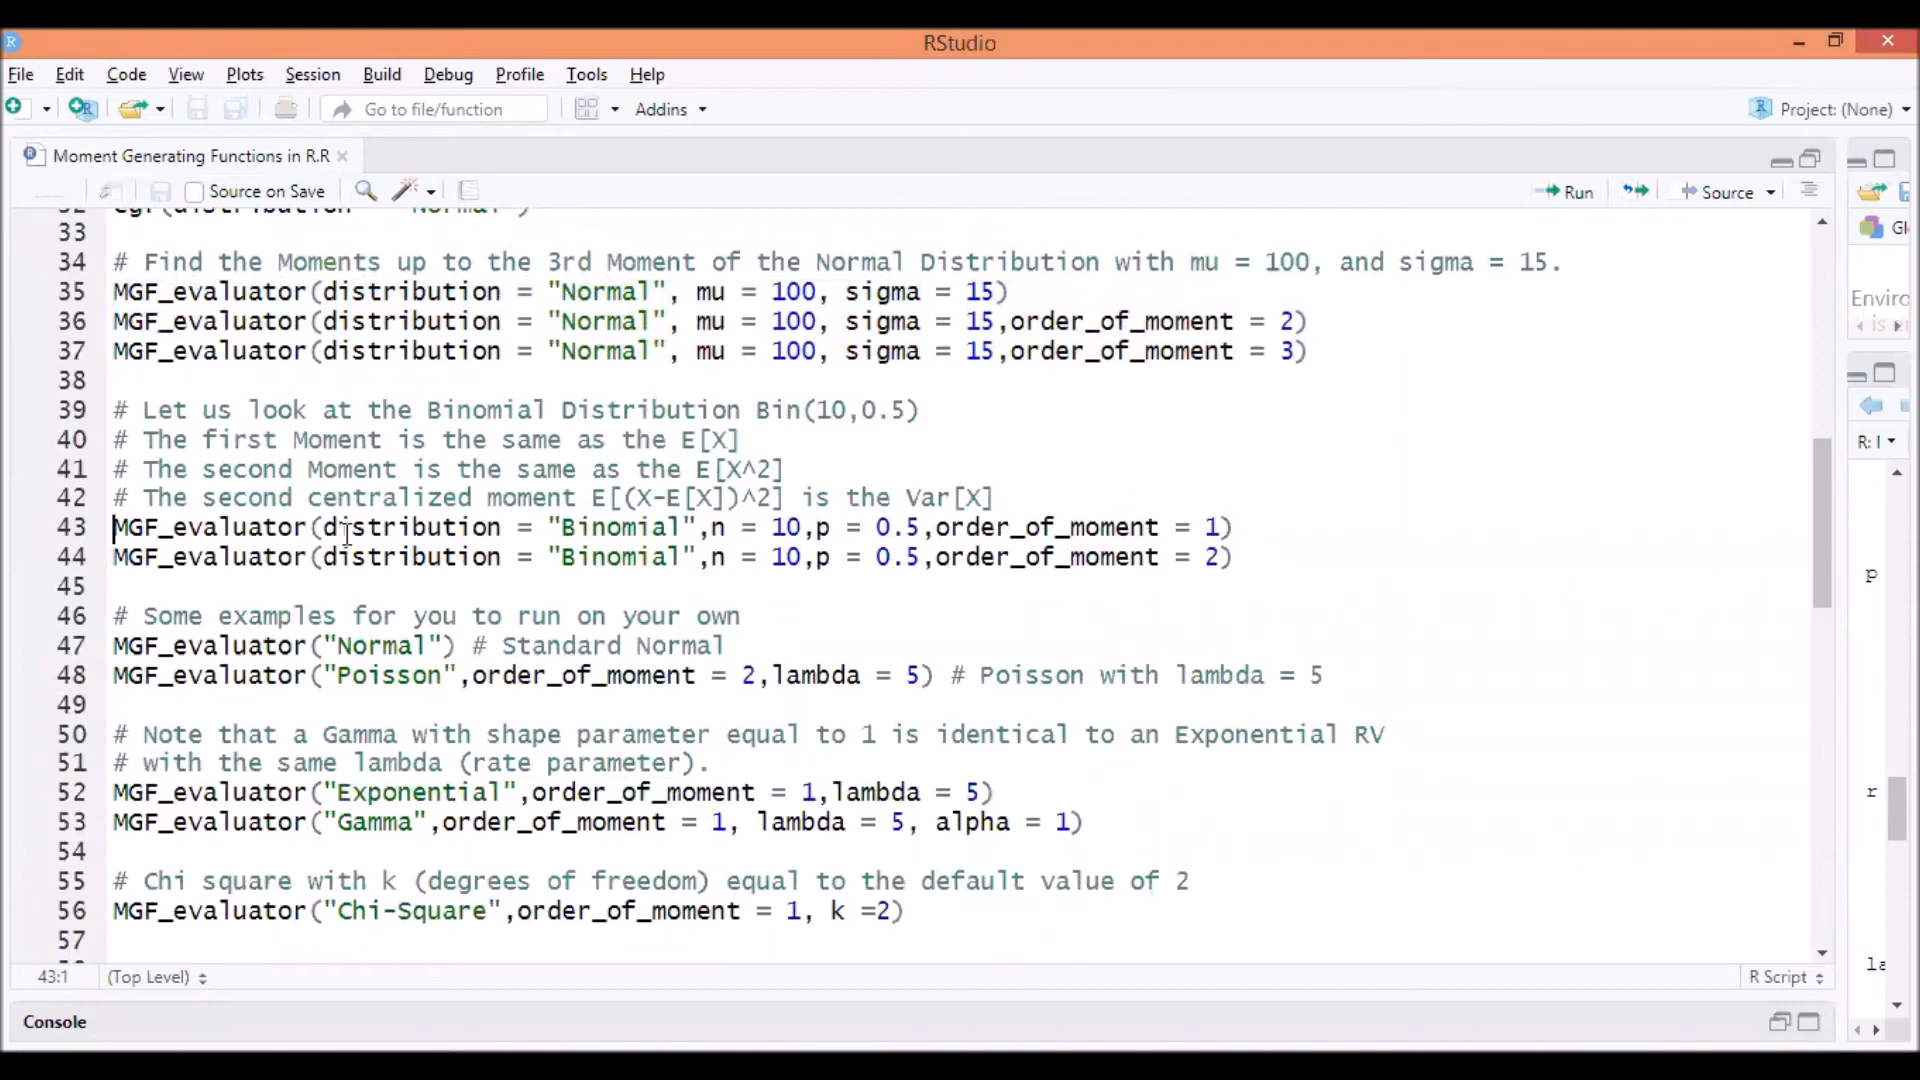 RStudio
File Edit Code View Plots Session Build Debug Profile Tools Help
Go to file/function Addins Project: (None)
Moment Generating Functions in R.R
Source on Save Run Source
33
34 # Find the Moments up to the 3rd Moment of the Normal Distribution with mu = 100, and sigma = 15.
35 MGF_evaluator(distribution = "Normal", mu = 100, sigma = 15)
36 MGF_evaluator(distribution = "Normal", mu = 100, sigma = 15,order_of_moment = 2)
37 MGF_evaluator(distribution = "Normal", mu = 100, sigma = 15,order_of_moment = 3)
38
39 # Let us look at the Binomial Distribution Bin(10,0.5)
40 # The first Moment is the same as the E[X]
41 # The second Moment is the same as the E[X^2]
42 # The second centralized moment E[(X-E[X])^2] is the Var[X]
43 MGF_evaluator(distribution = "Binomial",n = 10,p = 0.5,order_of_moment = 1)
44 MGF_evaluator(distribution = "Binomial",n = 10,p = 0.5,order_of_moment = 2)
45
46 # Some examples for you to run on your own
47 MGF_evaluator("Normal") # Standard Normal
48 MGF_evaluator("Poisson",order_of_moment = 2,lambda = 5) # Poisson with lambda = 5
49
50 # Note that a Gamma with shape parameter equal to 1 is identical to an Exponential RV
51 # with the same lambda (rate parameter).
52 MGF_evaluator("Exponential",order_of_moment = 1,lambda = 5)
53 MGF_evaluator("Gamma",order_of_moment = 1, lambda = 5, alpha = 1)
54
55 # Chi square with k (degrees of freedom) equal to the default value of 2
56 MGF_evaluator("Chi-Square",order_of_moment = 1, k =2)
57
43:1 (Top Level) R Script
Console
Gl
Enviro
is
R: I
p
r
la